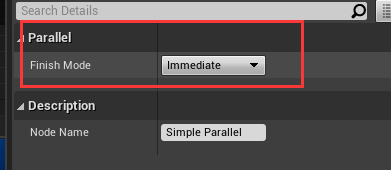 Search Details
Parallel
Finish Mode Immediate
Description
Node Name Simple Parallel